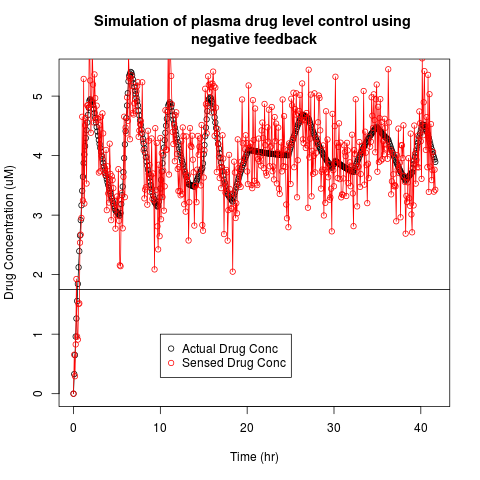 Simulation of plasma drug level control using
negative feedback
Drug Concentration (uM)
5
4
3
2
1
0
Actual Drug Conc
Sensed Drug Conc
0 10 20 30 40
Time (hr)